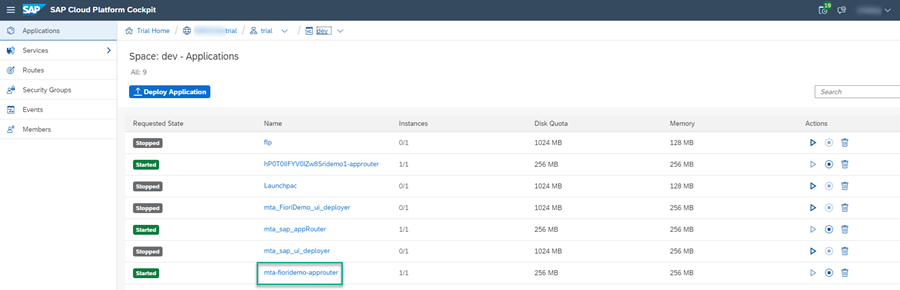 SAP SAP Cloud Platform Cockpit 19
Applications
Services
Routes
Security Groups
Events
Members
Trial Home / trial / trial / dev
Space: dev - Applications
All: 9
Deploy Application
Search
Requested State Name Instances Disk Quota Memory Actions
Stopped flp 0/1 1024 MB 128 MB
Started 1/1 256 MB 256 MB
Stopped Launchpac 0/1 1024 MB 128 MB
Stopped mta_FioriDemo_ui_deployer 0/1 1024 MB 256 MB
Started mta_sap_appRouter 1/1 256 MB 256 MB
Stopped mta_sap_ui_deployer 0/1 1024 MB 256 MB
Started mta-fioridemo-approuter 1/1 256 MB 256 MB